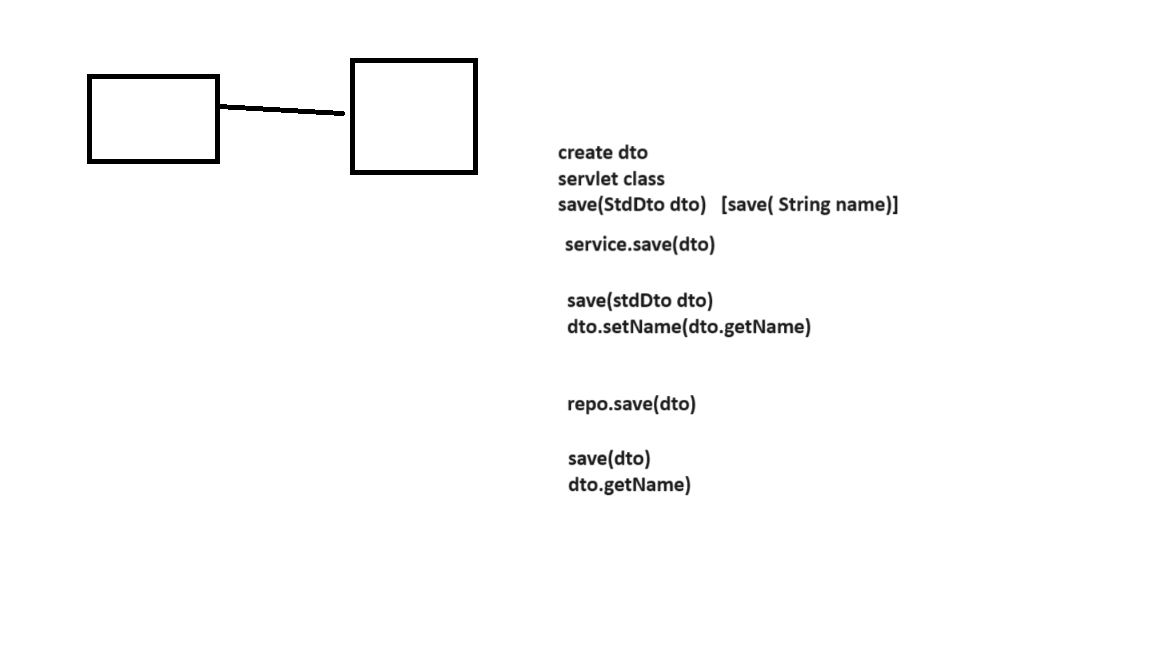 create dto
servlet class
save(StdDto dto) [save( String name)]
service.save(dto)
save(stdDto dto)
dto.setName(dto.getName)
repo.save(dto)
save(dto)
dto.getName)